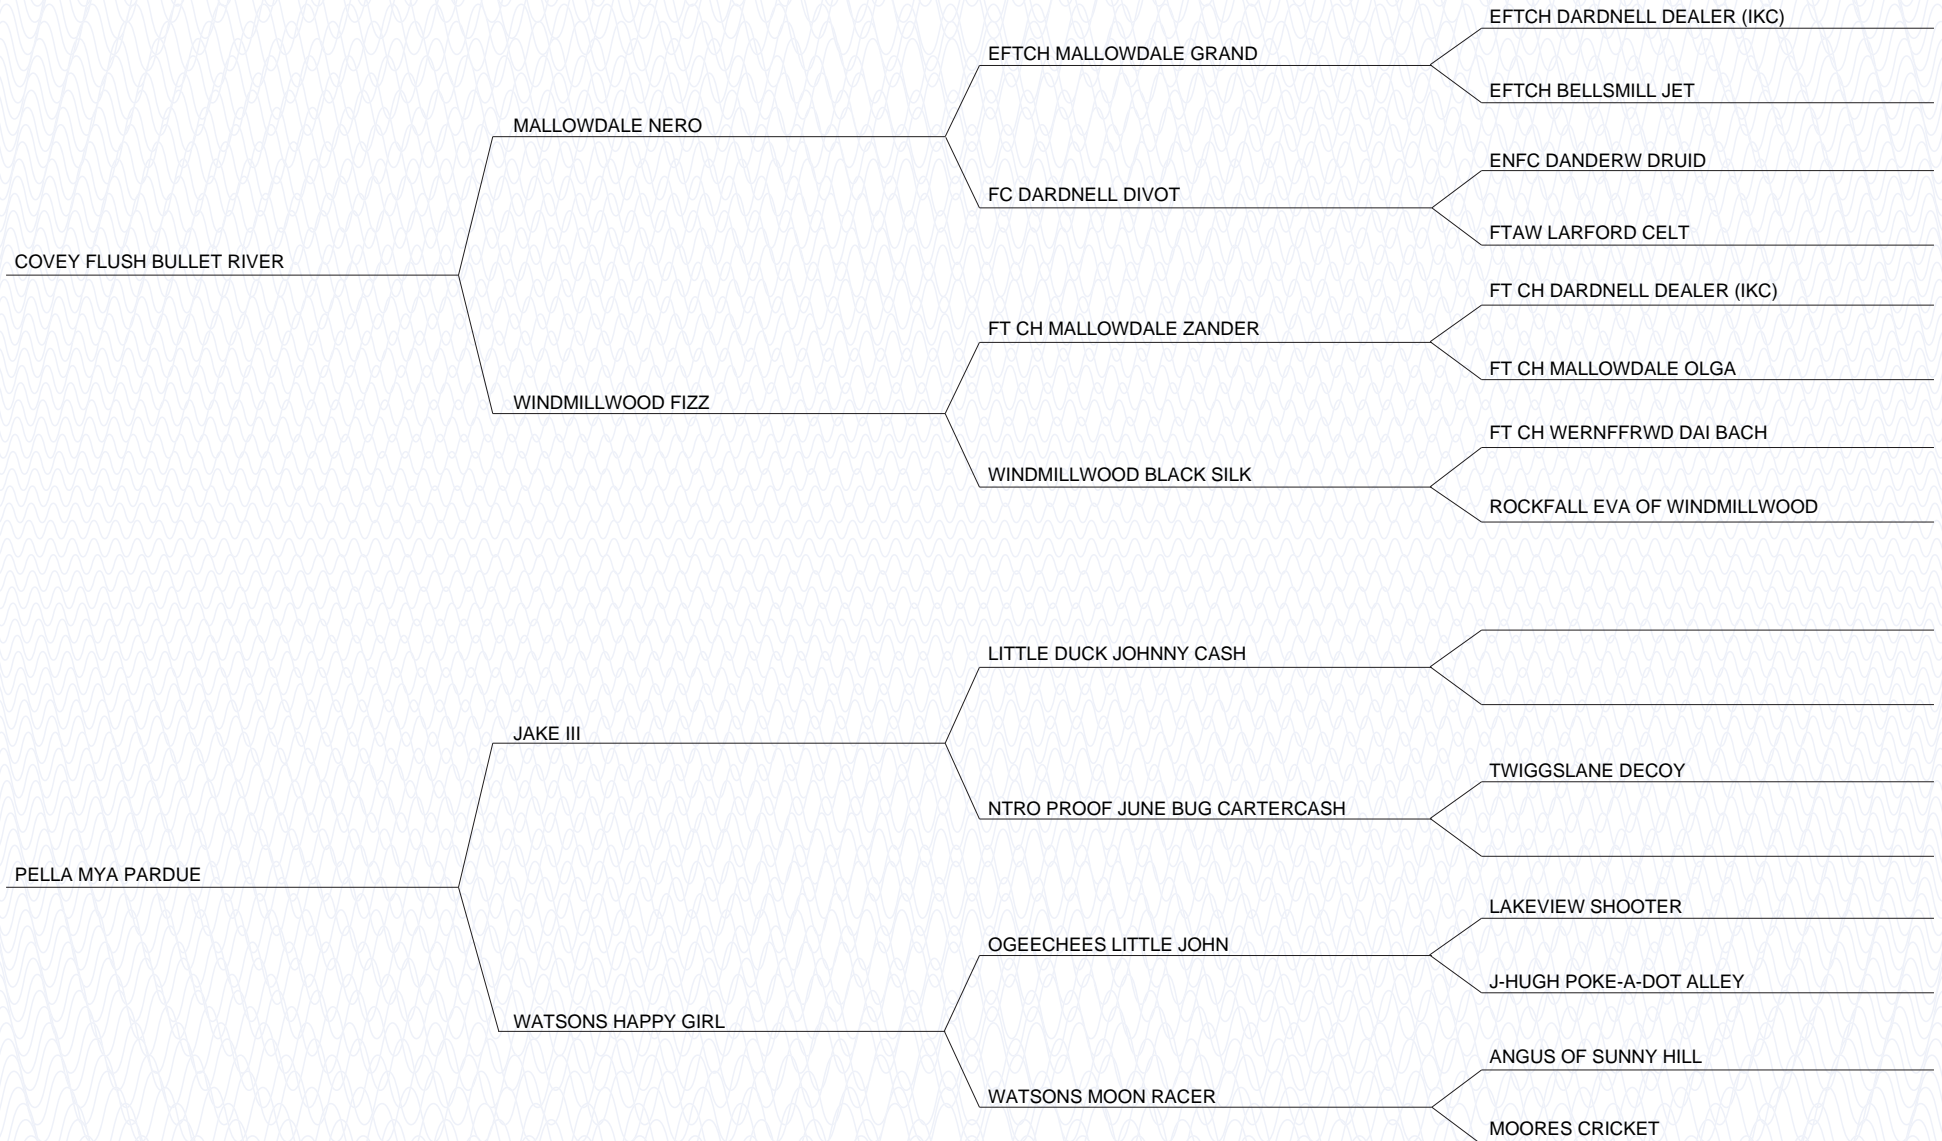 EFTCH DARDNELL DEALER (IKC)
EFTCH MALLOWDALE GRAND
EFTCH BELLSMILL JET
MALLOWDALE NERO
ENFC DANDERW DRUID
FC DARDNELL DIVOT
FTAW LARFORD CELT
COVEY FLUSH BULLET RIVER
FT CH DARDNELL DEALER (IKC)
FT CH MALLOWDALE ZANDER
FT CH MALLOWDALE OLGA
WINDMILLWOOD FIZZ
FT CH WERNFFRWD DAI BACH
WINDMILLWOOD BLACK SILK
ROCKFALL EVA OF WINDMILLWOOD
LITTLE DUCK JOHNNY CASH
JAKE III
TWIGGSLANE DECOY
NTRO PROOF JUNE BUG CARTERCASH
PELLA MYA PARDUE
LAKEVIEW SHOOTER
OGEECHEES LITTLE JOHN
J-HUGH POKE-A-DOT ALLEY
WATSONS HAPPY GIRL
ANGUS OF SUNNY HILL
WATSONS MOON RACER
MOORES CRICKET